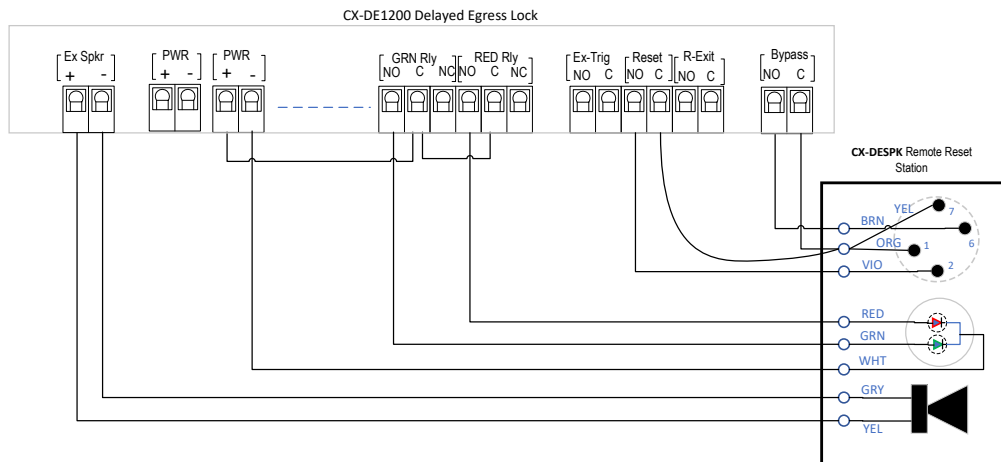 CX-DE1200 Delayed Egress Lock
Ex Spkr PWR PWR GRN Rly RED Rly Ex-Trig Reset R-Exit Bypass
+ - + - + - NO C NC NO C NC NO C NO C NO C NO C
CX-DESPK Remote Reset
Station
YEL 7
BRN
6
ORG 1
VIO 2
RED
GRN
WHT
GRY
YEL